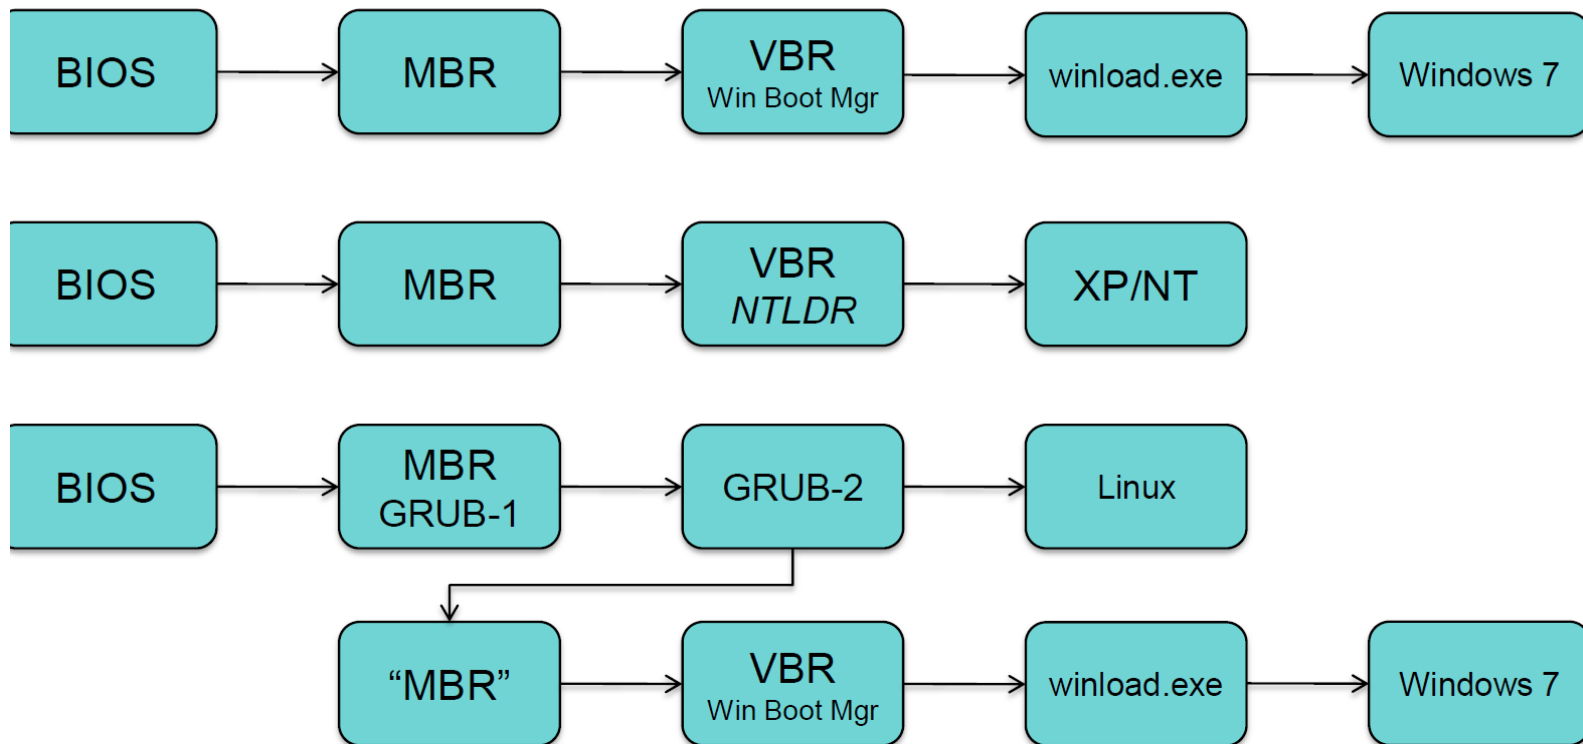 BIOS
MBR
VBR
Win Boot Mgr
winload.exe
Windows 7
BIOS
MBR
VBR
NTLDR
XP/NT
BIOS
MBR
GRUB-1
GRUB-2
Linux
“MBR”
VBR
Win Boot Mgr
winload.exe
Windows 7